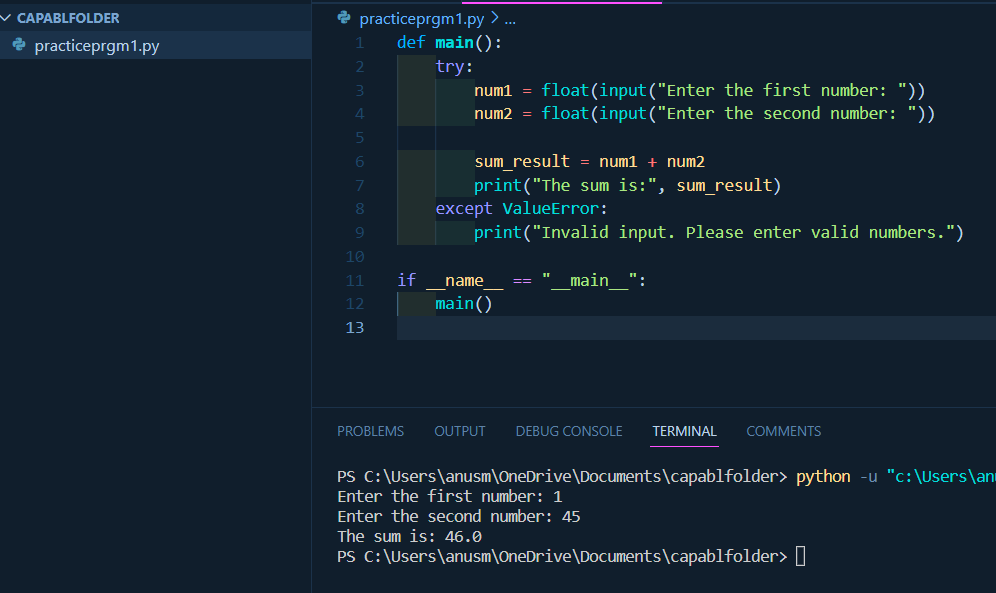 CAPABLFOLDER
practiceprgm1.py
practiceprgm1.py > ...
1 def main():
2     try:
3         num1 = float(input("Enter the first number: "))
4         num2 = float(input("Enter the second number: "))
5
6         sum_result = num1 + num2
7         print("The sum is:", sum_result)
8     except ValueError:
9         print("Invalid input. Please enter valid numbers.")
10
11 if __name__ == "__main__":
12     main()
13
PROBLEMS OUTPUT DEBUG CONSOLE TERMINAL COMMENTS
PS C:\Users\anusm\OneDrive\Documents\capablfolder> python -u "c:\Users\anu
Enter the first number: 1
Enter the second number: 45
The sum is: 46.0
PS C:\Users\anusm\OneDrive\Documents\capablfolder>